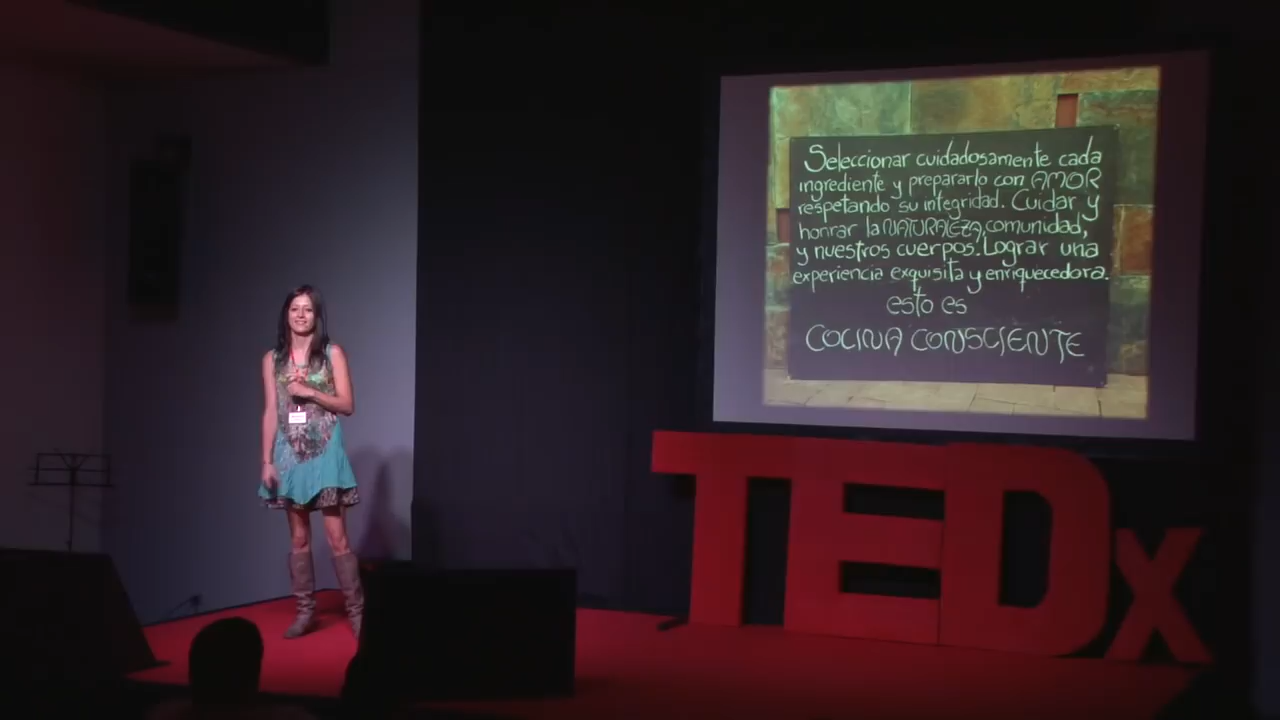 Seleccionar cuidadosamente cada
ingrediente y prepararlo con AMOR
respetando su integridad. Cuidar y
honrar la NATURALEZA, comunidad,
y nuestros cuerpos. Lograr una
experiencia exquisita y enriquecedora.
esto es
COCINA CONSCIENTE
TEDx